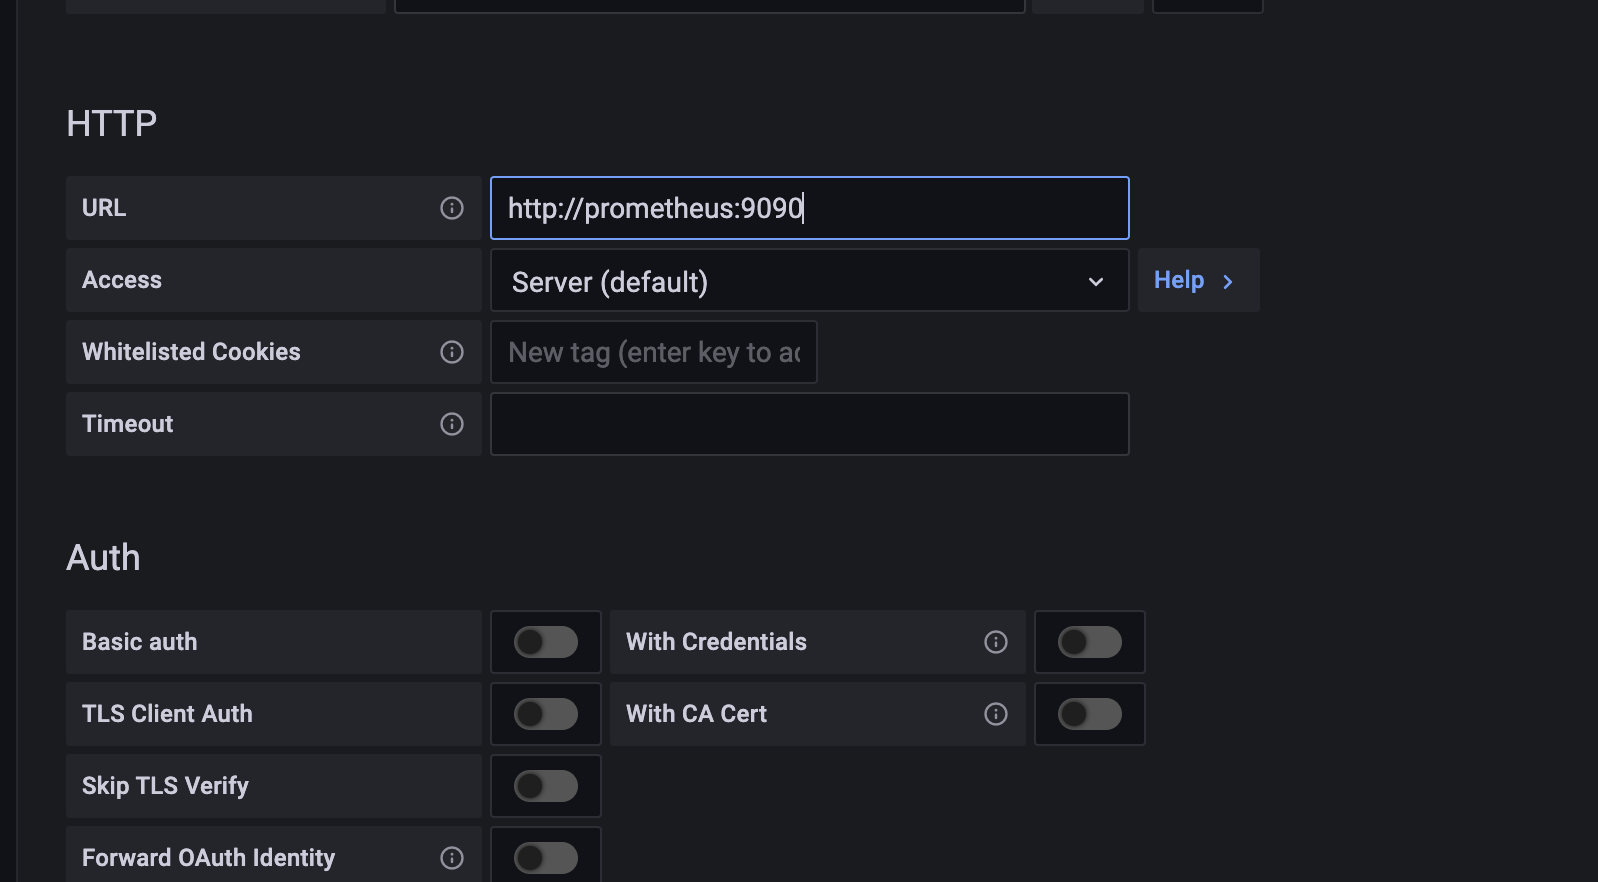 HTTP
URL
http://prometheus:9090
Access
Server (default)
Help
Whitelisted Cookies
New tag (enter key to ad
Timeout
Auth
Basic auth
With Credentials
TLS Client Auth
With CA Cert
Skip TLS Verify
Forward OAuth Identity